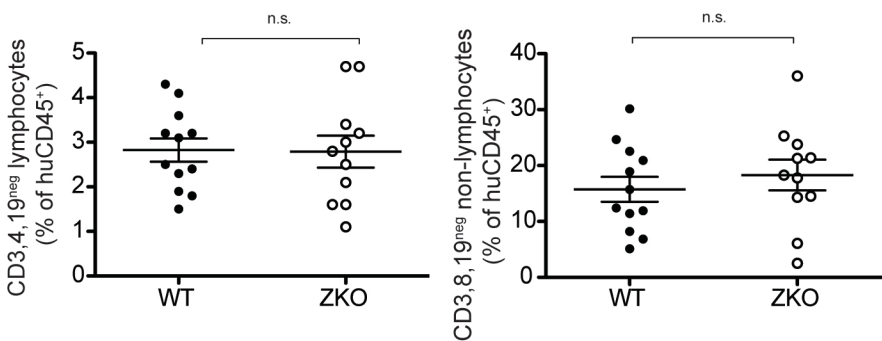 n.s.
CD3,4,19neg lymphocytes
(% of huCD45+)
5
4
3
2
1
0
WT
ZKO
n.s.
CD3,8,19neg non-lymphocytes
(% of huCD45+)
40
30
20
10
0
WT
ZKO